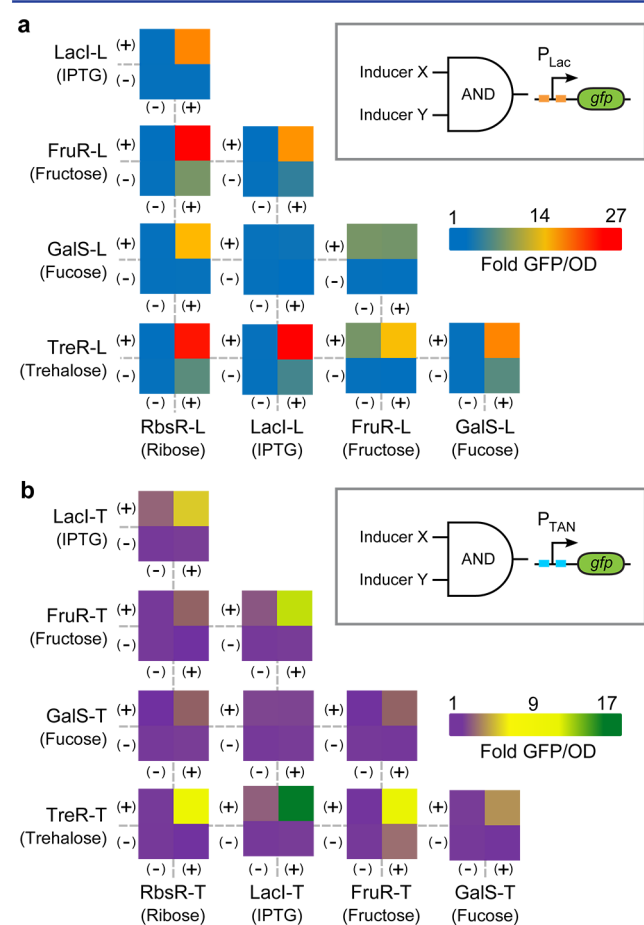 a
LacI-L
(IPTG)
(+)
(-)
(-) (+)
Inducer X
Inducer Y
AND
PLac
gfp
FruR-L
(Fructose)
(+)
(-)
(+)
(-)
(-) (+)
(-) (+)
1 14 27
Fold GFP/OD
GalS-L
(Fucose)
(+)
(-)
(+)
(-)
(+)
(-)
(-) (+)
(-) (+)
(-) (+)
TreR-L
(Trehalose)
(+)
(-)
(+)
(-)
(+)
(-)
(+)
(-)
(-) (+)
(-) (+)
(-) (+)
(-) (+)
RbsR-L
(Ribose)
LacI-L
(IPTG)
FruR-L
(Fructose)
GalS-L
(Fucose)
b
LacI-T
(IPTG)
(+)
(-)
(-) (+)
Inducer X
Inducer Y
AND
PTAN
gfp
FruR-T
(Fructose)
(+)
(-)
(+)
(-)
(-) (+)
(-) (+)
1 9 17
Fold GFP/OD
GalS-T
(Fucose)
(+)
(-)
(+)
(-)
(+)
(-)
(-) (+)
(-) (+)
(-) (+)
TreR-T
(Trehalose)
(+)
(-)
(+)
(-)
(+)
(-)
(+)
(-)
(-) (+)
(-) (+)
(-) (+)
(-) (+)
RbsR-T
(Ribose)
LacI-T
(IPTG)
FruR-T
(Fructose)
GalS-T
(Fucose)